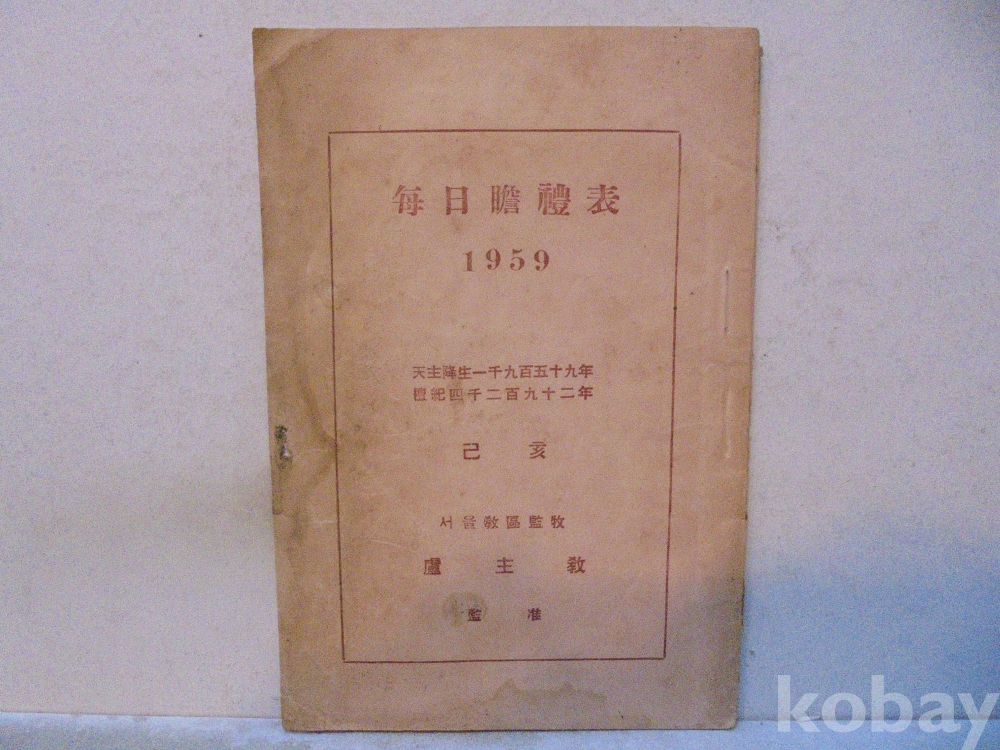 每日瞻禮表
1959
天主降生一千九百五十九年
檀紀四千二百九十二年
己亥
서울敎區監牧
盧主敎
監准
kobay